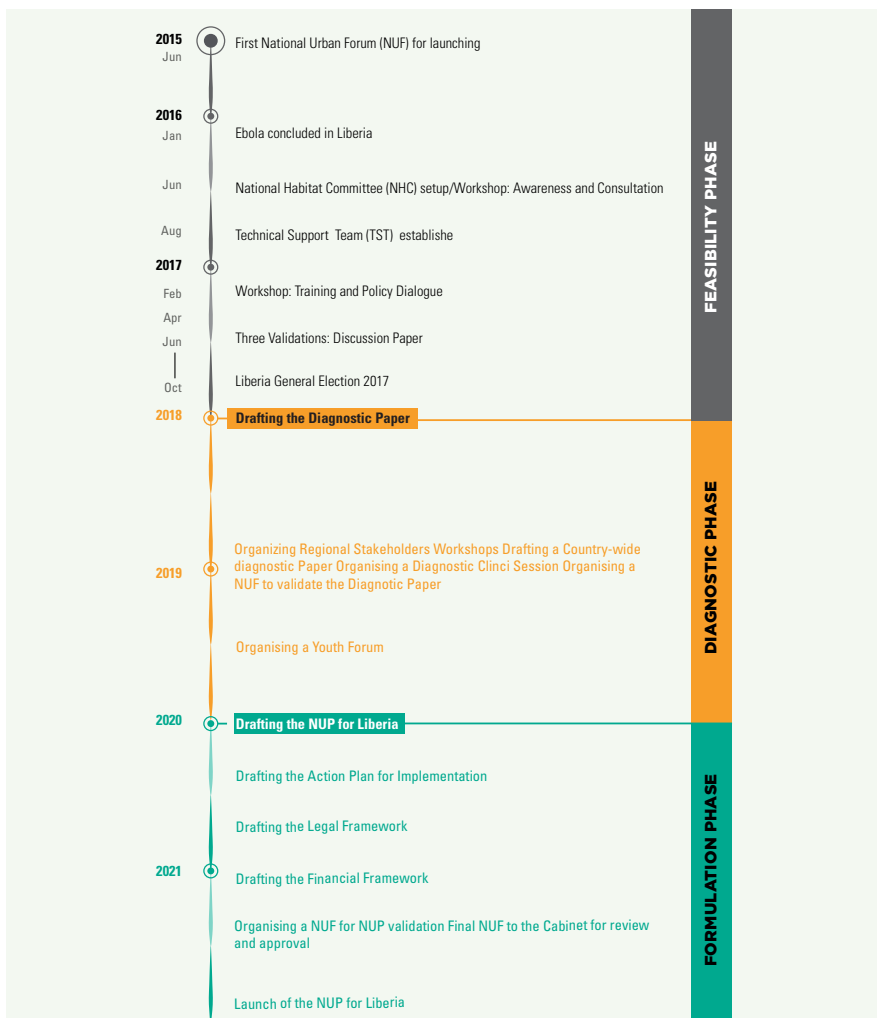 2015
Jun
First National Urban Forum (NUF) for launching
2016
Jan
Ebola concluded in Liberia
Jun
National Habitat Committee (NHC) setup/Workshop: Awareness and Consultation
Aug
Technical Support Team (TST) establishe
2017
Feb
Workshop: Training and Policy Dialogue
Apr
Jun
Three Validations: Discussion Paper
Oct
Liberia General Election 2017
FEASIBILITY PHASE
2018
Drafting the Diagnostic Paper
Organizing Regional Stakeholders Workshops Drafting a Country-wide
diagnostic Paper Organising a Diagnostic Clinci Session Organising a
NUF to validate the Diagnotic Paper
2019
Organising a Youth Forum
DIAGNOSTIC PHASE
2020
Drafting the NUP for Liberia
Drafting the Action Plan for Implementation
Drafting the Legal Framework
2021
Drafting the Financial Framework
Organising a NUF for NUP validation Final NUF to the Cabinet for review
and approval
Launch of the NUP for Liberia
FORMULATION PHASE